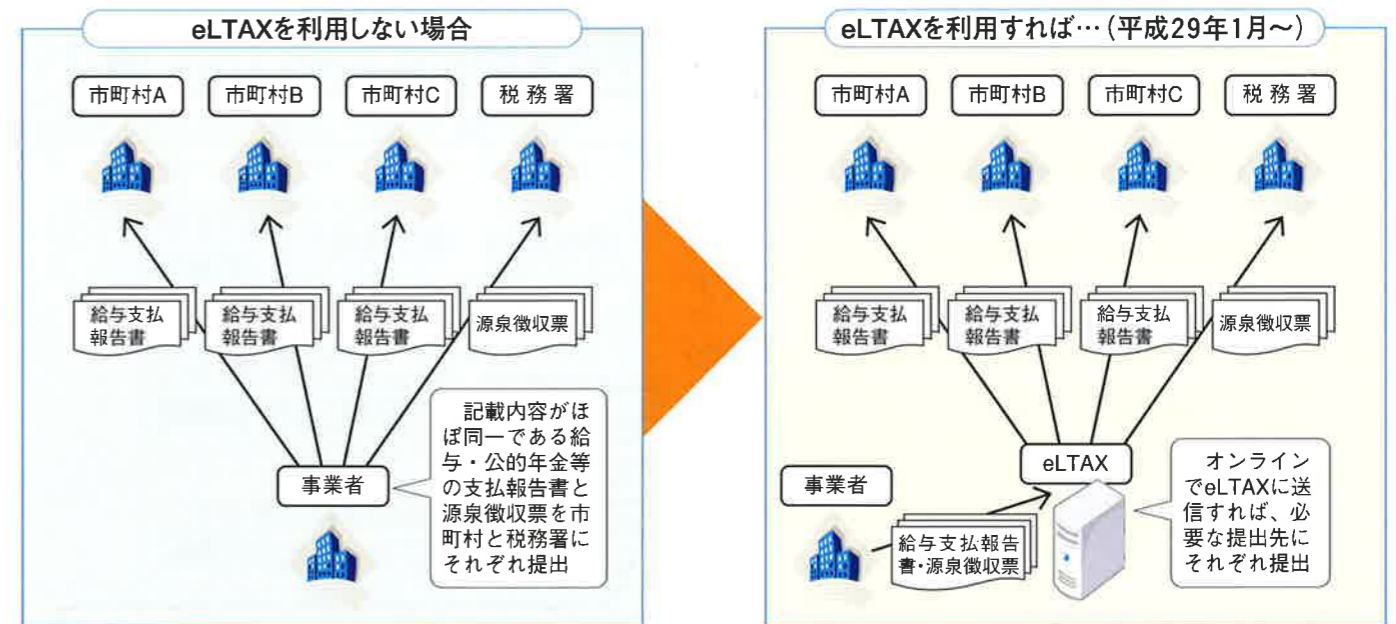 eLTAXを利用しない場合
市町村A
市町村B
市町村C
税務署
給与支払
報告書
給与支払
報告書
給与支払
報告書
源泉徴収票
事業者
記載内容がほ
ぼ同一である給
与・公的年金等
の支払報告書と
源泉徴収票を市
町村と税務署に
それぞれ提出
eLTAXを利用すれば…(平成29年1月～)
市町村A
市町村B
市町村C
税務署
給与支払
報告書
給与支払
報告書
給与支払
報告書
源泉徴収票
eLTAX
事業者
給与支払報告
書・源泉徴収票
オンライン
でeLTAXに送
信すれば、必
要な提出先に
それぞれ提出